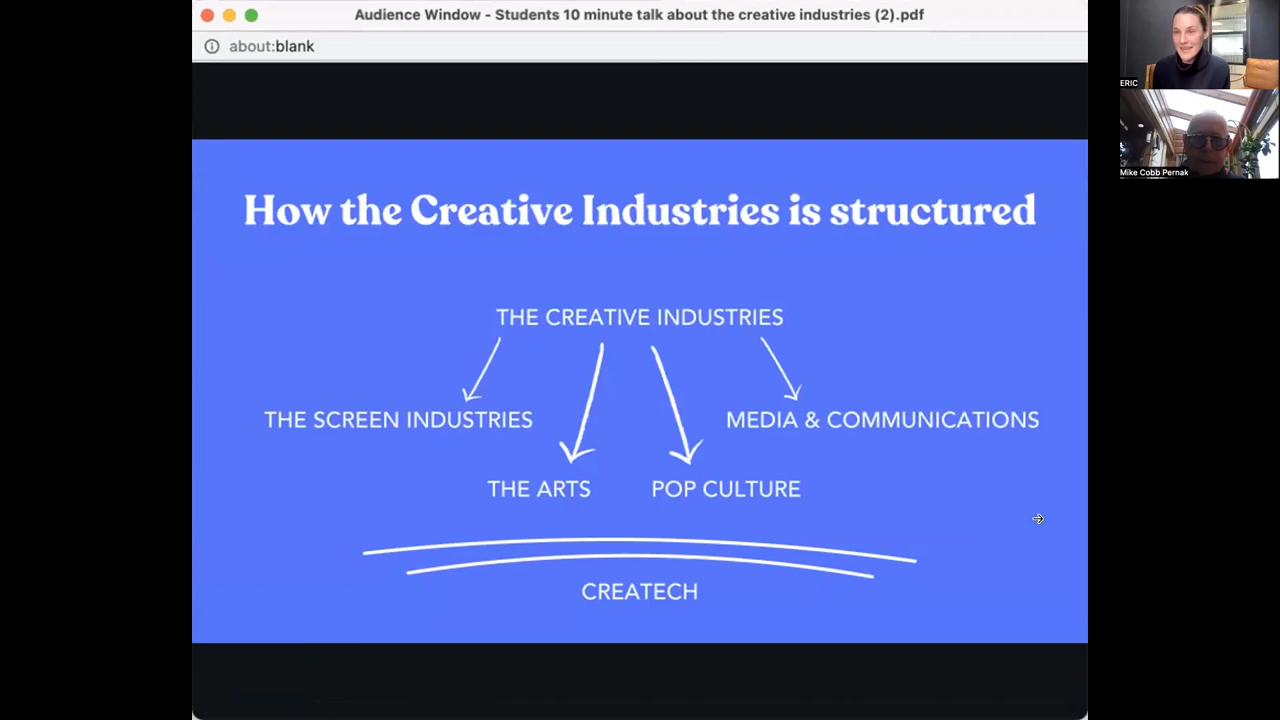 Audience Window - Students 10 minute talk about the creative industries (2).pdf
about:blank
ERIC
Mike Cobb Pernak
How the Creative Industries is structured
THE CREATIVE INDUSTRIES
THE SCREEN INDUSTRIES
MEDIA & COMMUNICATIONS
THE ARTS
POP CULTURE
CREATECH